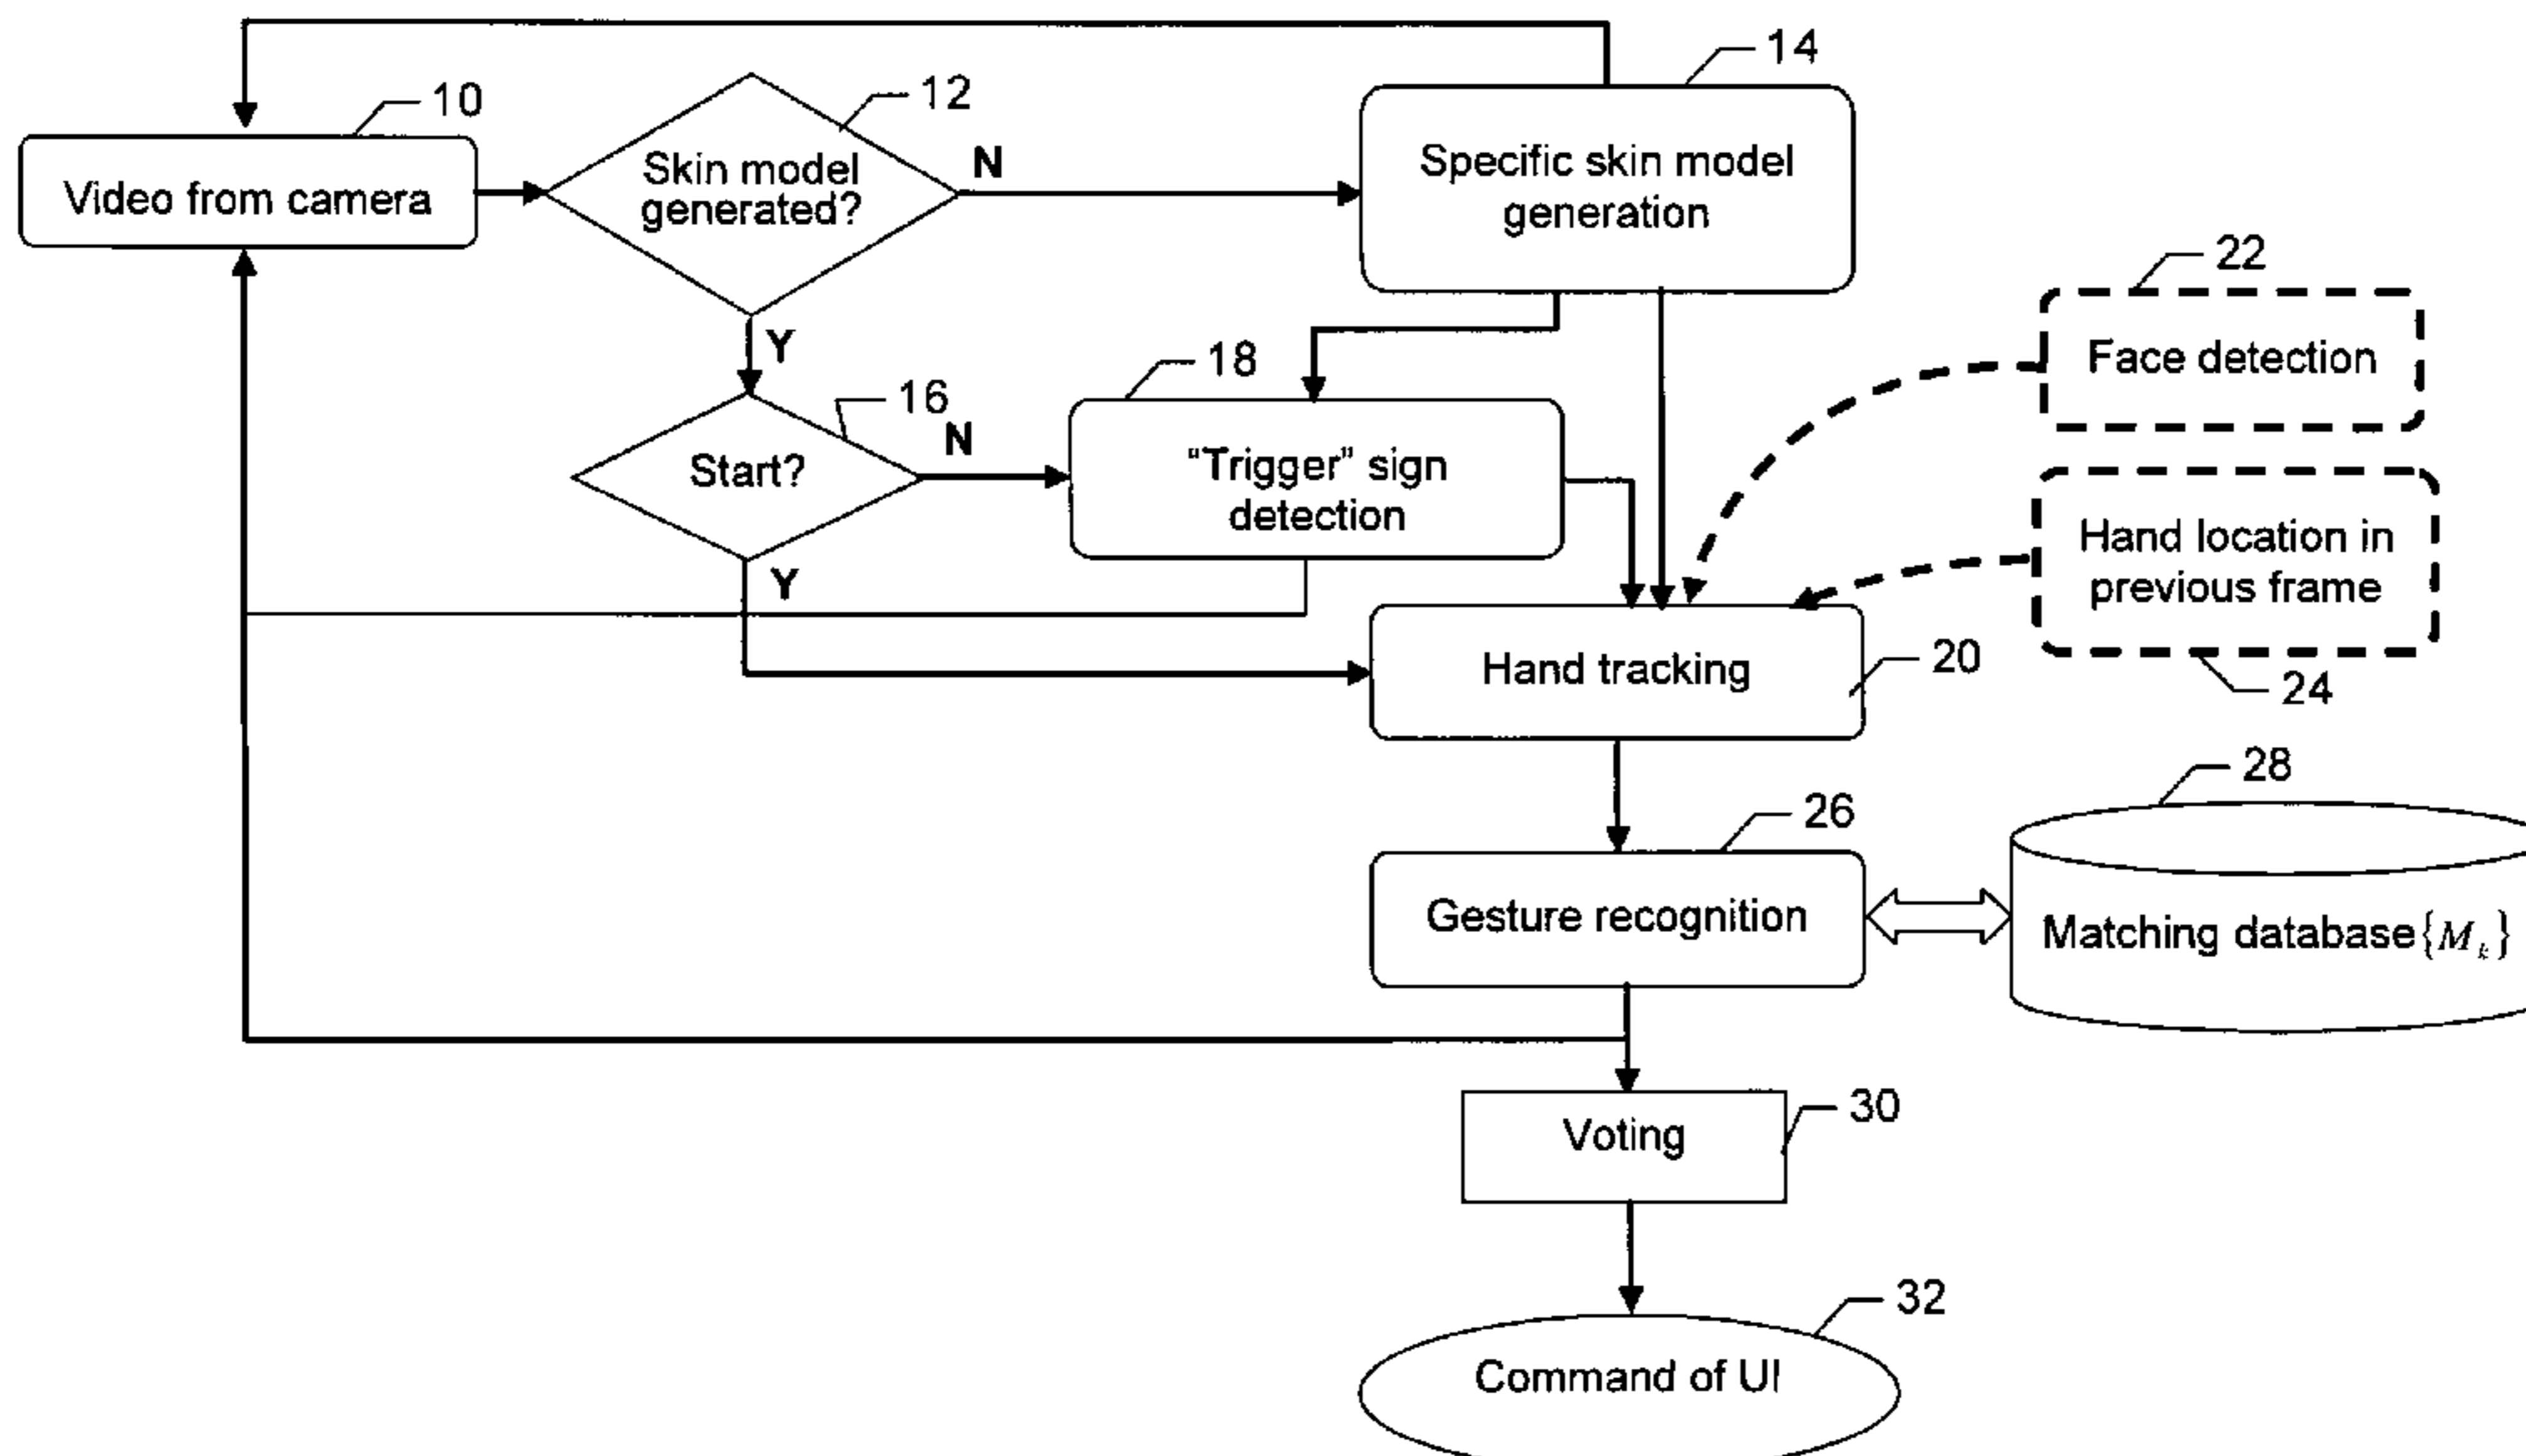 14
10
12
Skin model
generated?
N
Video from camera
Specific skin model
generation
22
Face detection
Y
18
16
N
Start?
"Trigger" sign
detection
Hand location in
previous frame
Y
Hand tracking
20
24
28
26
Gesture recognition
Matching database {M_k}
Voting
30
32
Command of UI